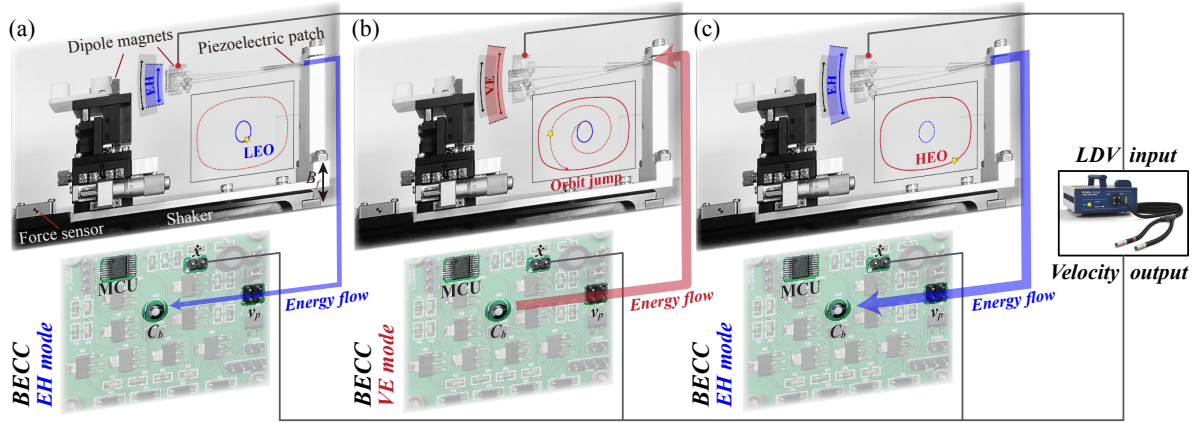 (a)
Dipole magnets
Piezoelectric patch
EH
LEO
B
Shaker
Force sensor
MCU
ẋ
C_b
v_p
Energy flow
BECC
EH mode
(b)
VE
Orbit jump
MCU
ẋ
C_b
v_p
Energy flow
BECC
VE mode
(c)
EH
HEO
MCU
ẋ
C_b
v_p
Energy flow
BECC
EH mode
LDV input
Velocity output